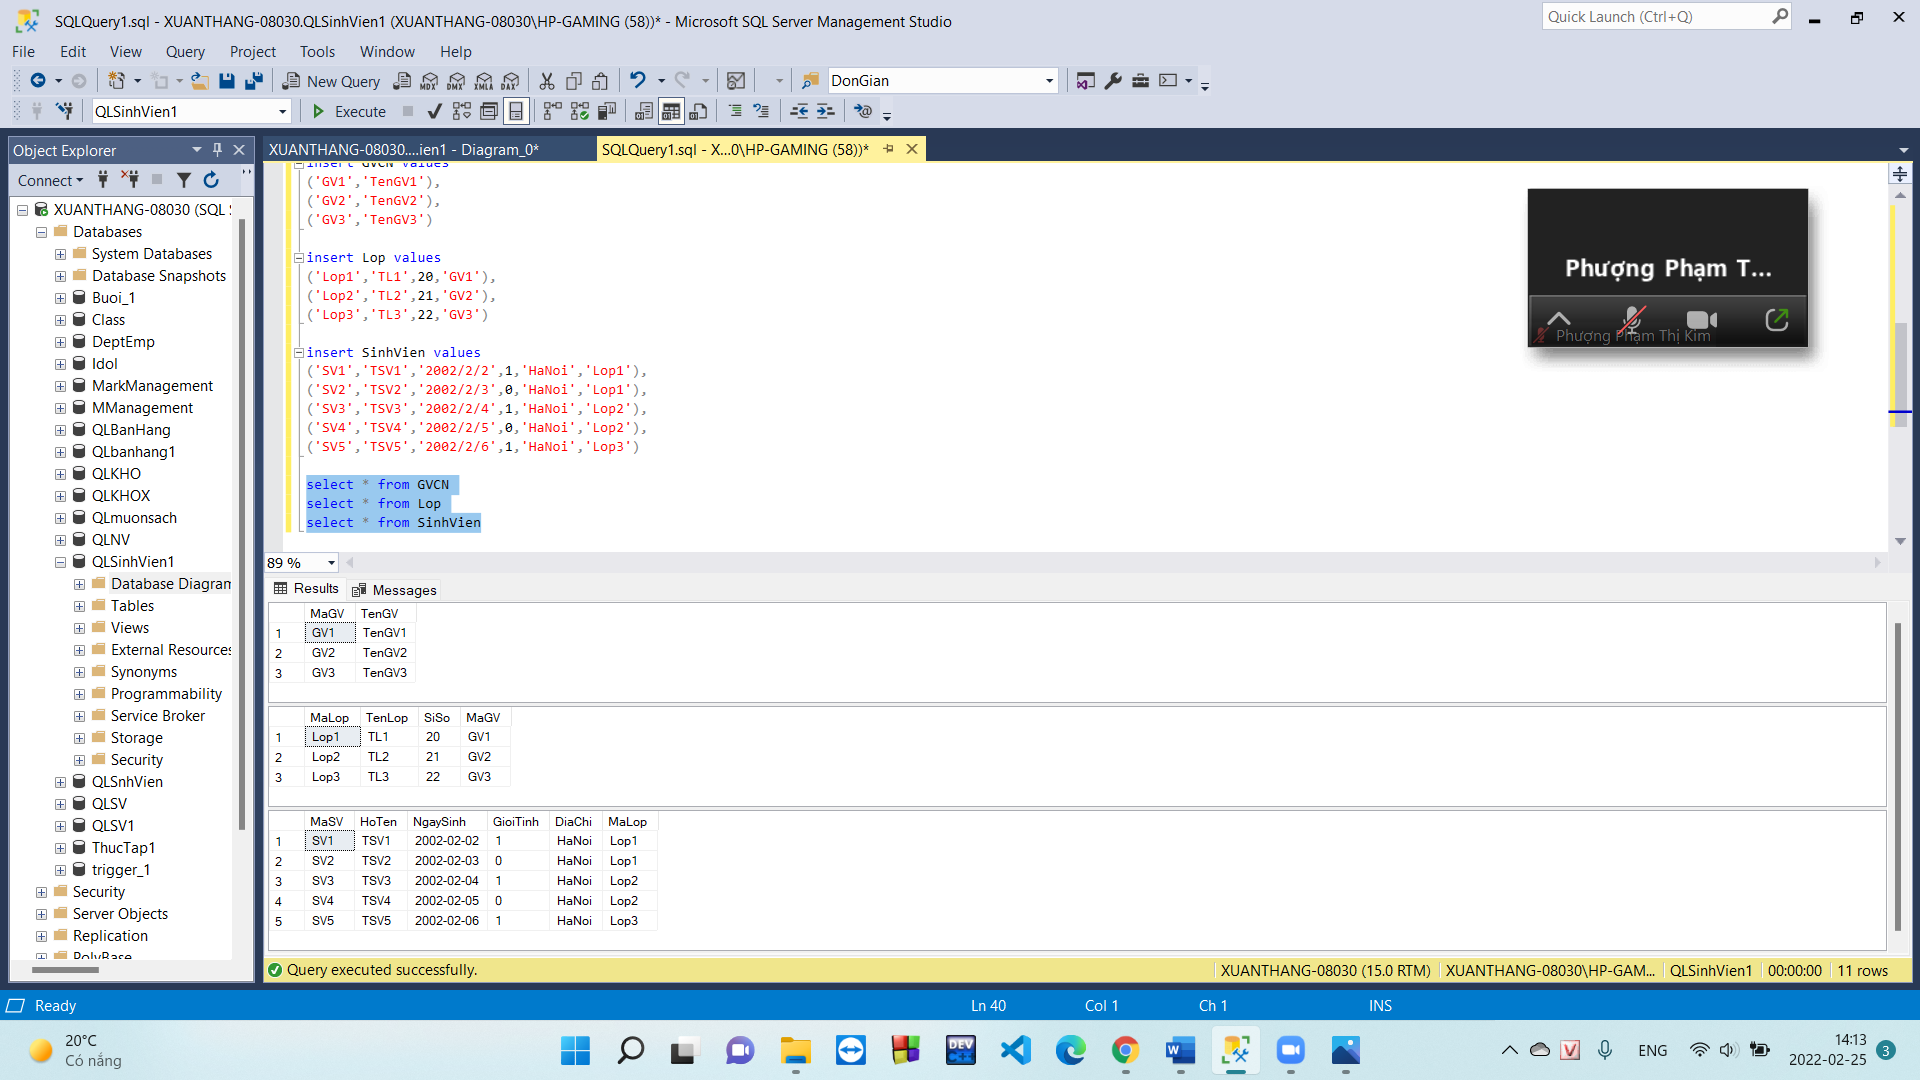 SQLQuery1.sql - XUANTHANG-08030.QLSinhVien1 (XUANTHANG-08030\HP-GAMING (58))* - Microsoft SQL Server Management Studio
Quick Launch (Ctrl+Q)
File Edit View Query Project Tools Window Help
New Query MDX DMX XMLA DAX DonGian
QLSinhVien1 Execute
Object Explorer
XUANTHANG-08030....ien1 - Diagram_0*
SQLQuery1.sql - X...0\HP-GAMING (58))*
Connect
XUANTHANG-08030 (SQL
Databases
System Databases
Database Snapshots
Buoi_1
Class
DeptEmp
Idol
MarkManagement
MManagement
QLBanHang
QLbanhang1
QLKHO
QLKHOX
QLmuonsach
QLNV
QLSinhVien1
Database Diagram
Tables
Views
External Resources
Synonyms
Programmability
Service Broker
Storage
Security
QLSnhVien
QLSV
QLSV1
ThucTap1
trigger_1
Security
Server Objects
Replication
PolyBase
insert GVCN values
('GV1','TenGV1'),
('GV2','TenGV2'),
('GV3','TenGV3')
insert Lop values
('Lop1','TL1',20,'GV1'),
('Lop2','TL2',21,'GV2'),
('Lop3','TL3',22,'GV3')
insert SinhVien values
('SV1','TSV1','2002/2/2',1,'HaNoi','Lop1'),
('SV2','TSV2','2002/2/3',0,'HaNoi','Lop1'),
('SV3','TSV3','2002/2/4',1,'HaNoi','Lop2'),
('SV4','TSV4','2002/2/5',0,'HaNoi','Lop2'),
('SV5','TSV5','2002/2/6',1,'HaNoi','Lop3')
select * from GVCN
select * from Lop
select * from SinhVien
Phượng Phạm T...
Phượng Phạm Thị Kim
89 %
Results Messages
MaGV TenGV
1 GV1 TenGV1
2 GV2 TenGV2
3 GV3 TenGV3
MaLop TenLop SiSo MaGV
1 Lop1 TL1 20 GV1
2 Lop2 TL2 21 GV2
3 Lop3 TL3 22 GV3
MaSV HoTen NgaySinh GioiTinh DiaChi MaLop
1 SV1 TSV1 2002-02-02 1 HaNoi Lop1
2 SV2 TSV2 2002-02-03 0 HaNoi Lop1
3 SV3 TSV3 2002-02-04 1 HaNoi Lop2
4 SV4 TSV4 2002-02-05 0 HaNoi Lop2
5 SV5 TSV5 2002-02-06 1 HaNoi Lop3
Query executed successfully.
XUANTHANG-08030 (15.0 RTM) XUANTHANG-08030\HP-GAM... QLSinhVien1 00:00:00 11 rows
Ready Ln 40 Col 1 Ch 1 INS
20°C
Có nắng
DEV C++
ENG
14:13
2022-02-25
3